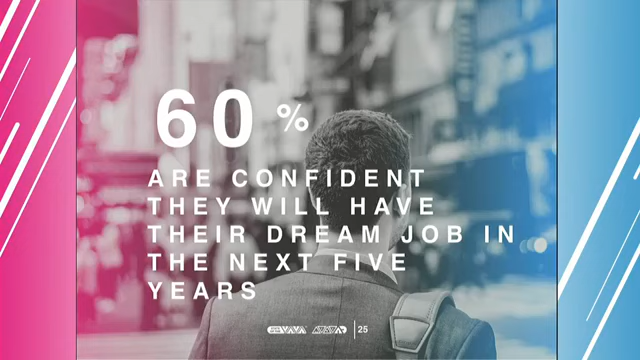 60 %
ARE CONFIDENT
THEY WILL HAVE
THEIR DREAM JOB IN
THE NEXT FIVE
YEARS
25